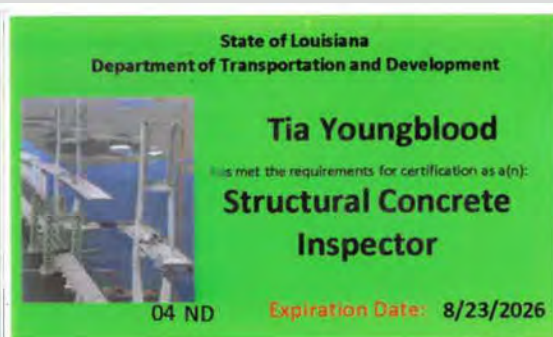 State of Louisiana
Department of Transportation and Development
Tia Youngblood
has met the requirements for certification as a(n):
Structural Concrete
Inspector
04 ND
Expiration Date: 8/23/2026